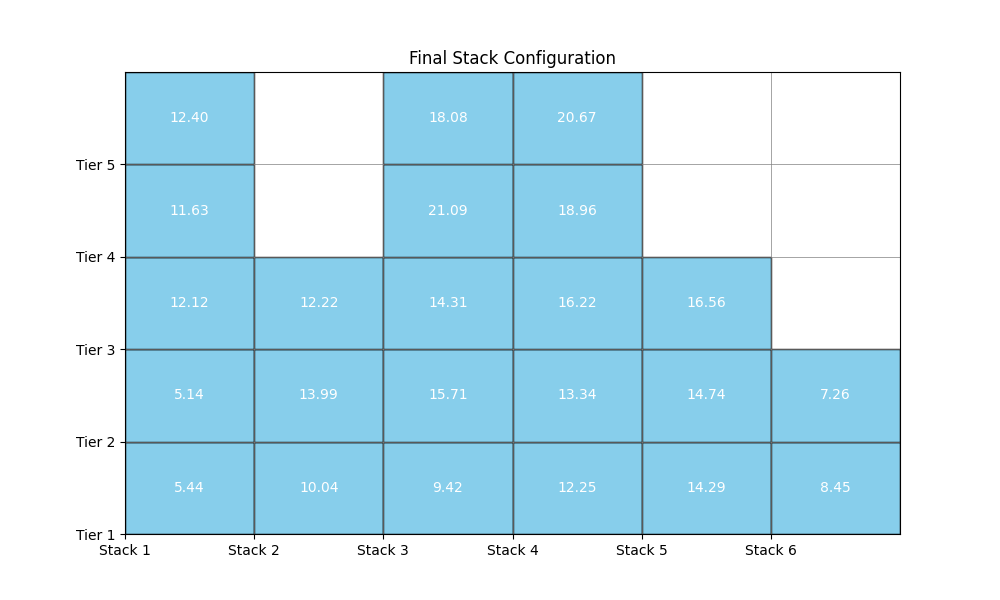 Final Stack Configuration
12.40 18.08 20.67
Tier 5
11.63 21.09 18.96
Tier 4
12.12 12.22 14.31 16.22 16.56
Tier 3
5.14 13.99 15.71 13.34 14.74 7.26
Tier 2
5.44 10.04 9.42 12.25 14.29 8.45
Tier 1
Stack 1 Stack 2 Stack 3 Stack 4 Stack 5 Stack 6